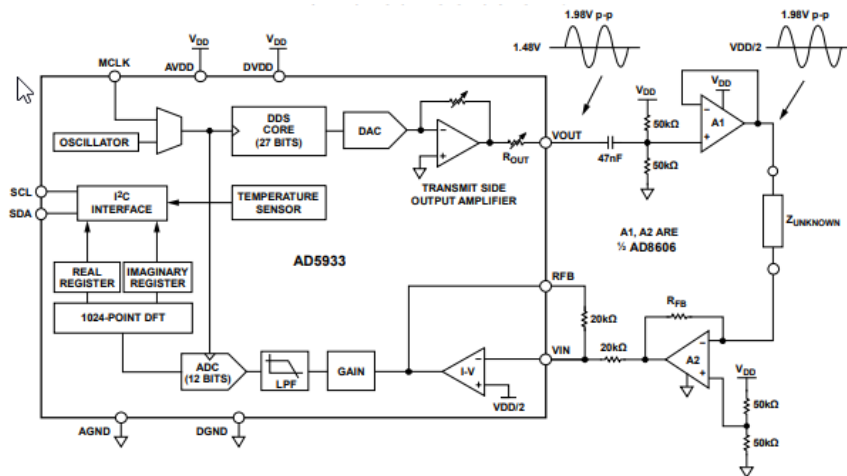 1.98V p-p
1.98V p-p
VDD
VDD
MCLK
AVDD
DVDD
1.48V
VDD/2
VDD
VDD
DDS
CORE
(27 BITS)
DAC
OSCILLATOR
ROUT
VOUT
47nF
50kΩ
50kΩ
A1
TRANSMIT SIDE
OUTPUT AMPLIFIER
SCL
SDA
I2C
INTERFACE
TEMPERATURE
SENSOR
ZUNKNOWN
A1, A2 ARE
½ AD8606
AD5933
REAL
REGISTER
IMAGINARY
REGISTER
RFB
1024-POINT DFT
20kΩ
RFB
20kΩ
VIN
A2
ADC
(12 BITS)
LPF
GAIN
I-V
VDD/2
VDD
50kΩ
50kΩ
AGND
DGND